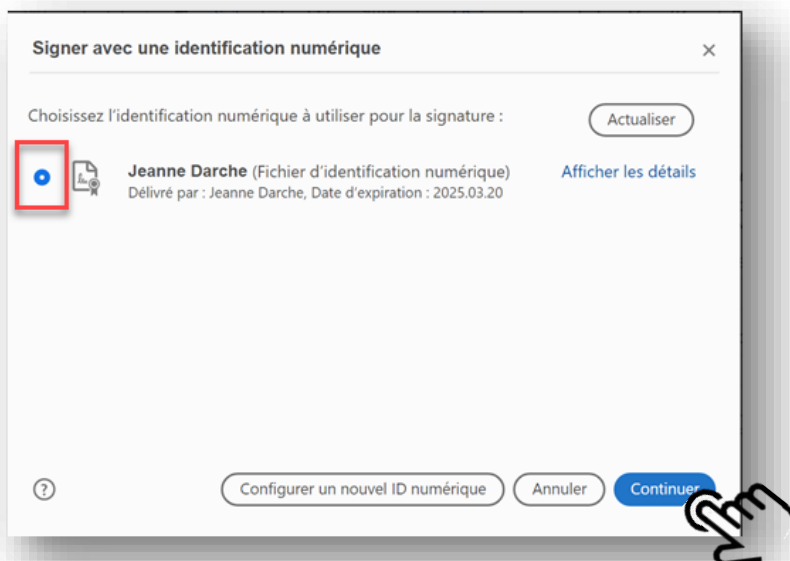 Signer avec une identification numérique
Choisissez l'identification numérique à utiliser pour la signature :
Actualiser
Jeanne Darche (Fichier d'identification numérique)
Afficher les détails
Délivré par : Jeanne Darche, Date d'expiration : 2025.03.20
?
Configurer un nouvel ID numérique
Annuler
Continuer